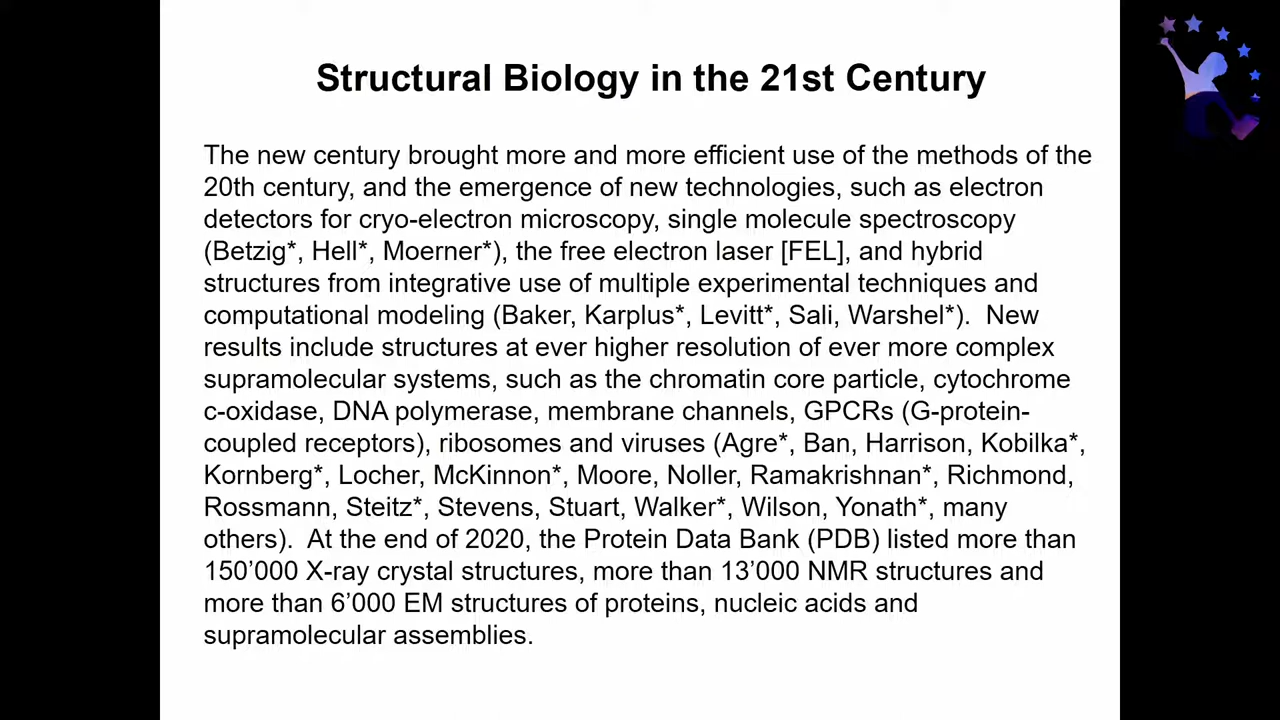 Structural Biology in the 21st Century
The new century brought more and more efficient use of the methods of the
20th century, and the emergence of new technologies, such as electron
detectors for cryo-electron microscopy, single molecule spectroscopy
(Betzig*, Hell*, Moerner*), the free electron laser [FEL], and hybrid
structures from integrative use of multiple experimental techniques and
computational modeling (Baker, Karplus*, Levitt*, Sali, Warshel*).  New
results include structures at ever higher resolution of ever more complex
supramolecular systems, such as the chromatin core particle, cytochrome
c-oxidase, DNA polymerase, membrane channels, GPCRs (G-protein-
coupled receptors), ribosomes and viruses (Agre*, Ban, Harrison, Kobilka*,
Kornberg*, Locher, McKinnon*, Moore, Noller, Ramakrishnan*, Richmond,
Rossmann, Steitz*, Stevens, Stuart, Walker*, Wilson, Yonath*, many
others).  At the end of 2020, the Protein Data Bank (PDB) listed more than
150’000 X-ray crystal structures, more than 13’000 NMR structures and
more than 6’000 EM structures of proteins, nucleic acids and
supramolecular assemblies.